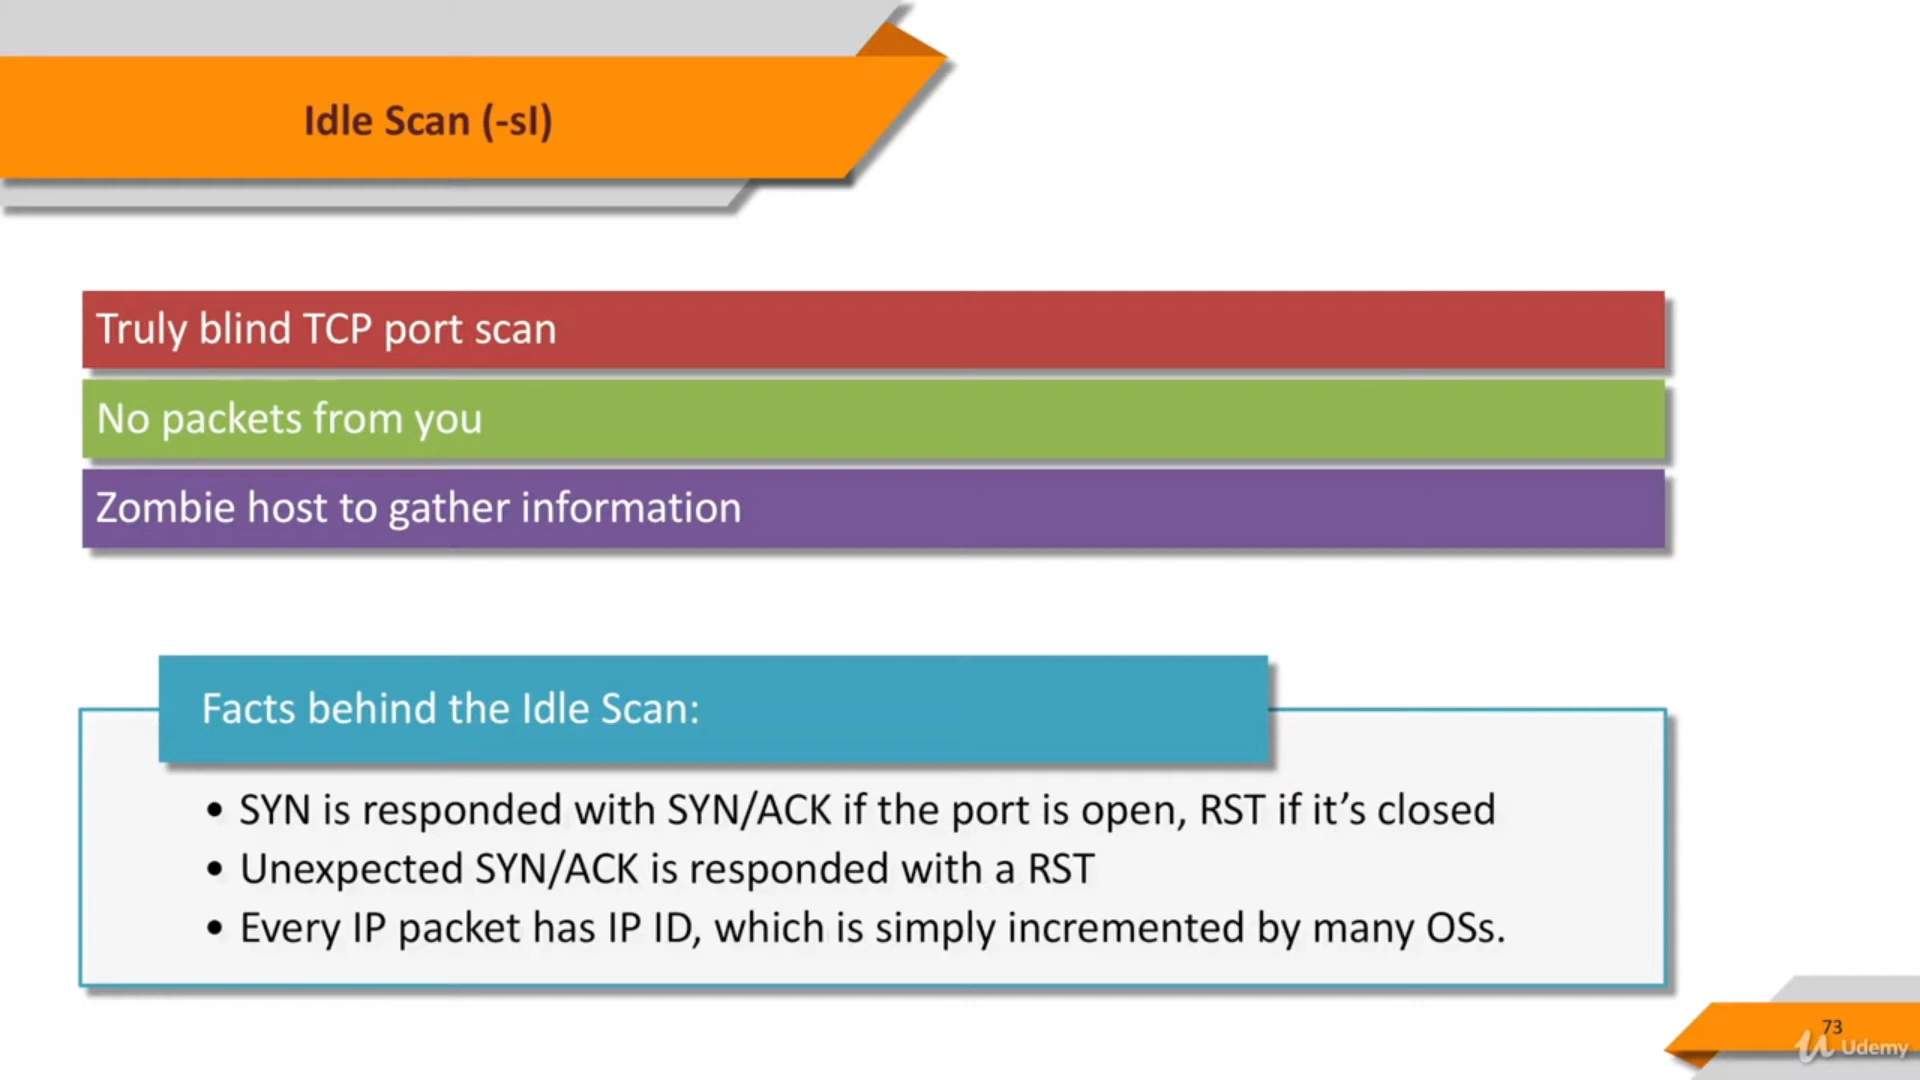 Idle Scan (-sI)
Truly blind TCP port scan
No packets from you
Zombie host to gather information
Facts behind the Idle Scan:
• SYN is responded with SYN/ACK if the port is open, RST if it’s closed
• Unexpected SYN/ACK is responded with a RST
• Every IP packet has IP ID, which is simply incremented by many OSs.
73
Udemy